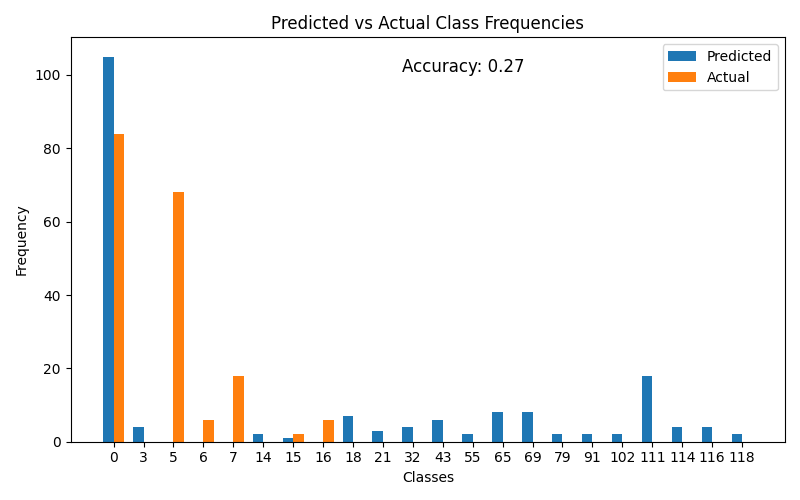 Predicted vs Actual Class Frequencies
Accuracy: 0.27
Predicted
Actual
Frequency
100
80
60
40
20
0
0 3 5 6 7 14 15 16 18 21 32 43 55 65 69 79 91 102 111 114 116 118
Classes